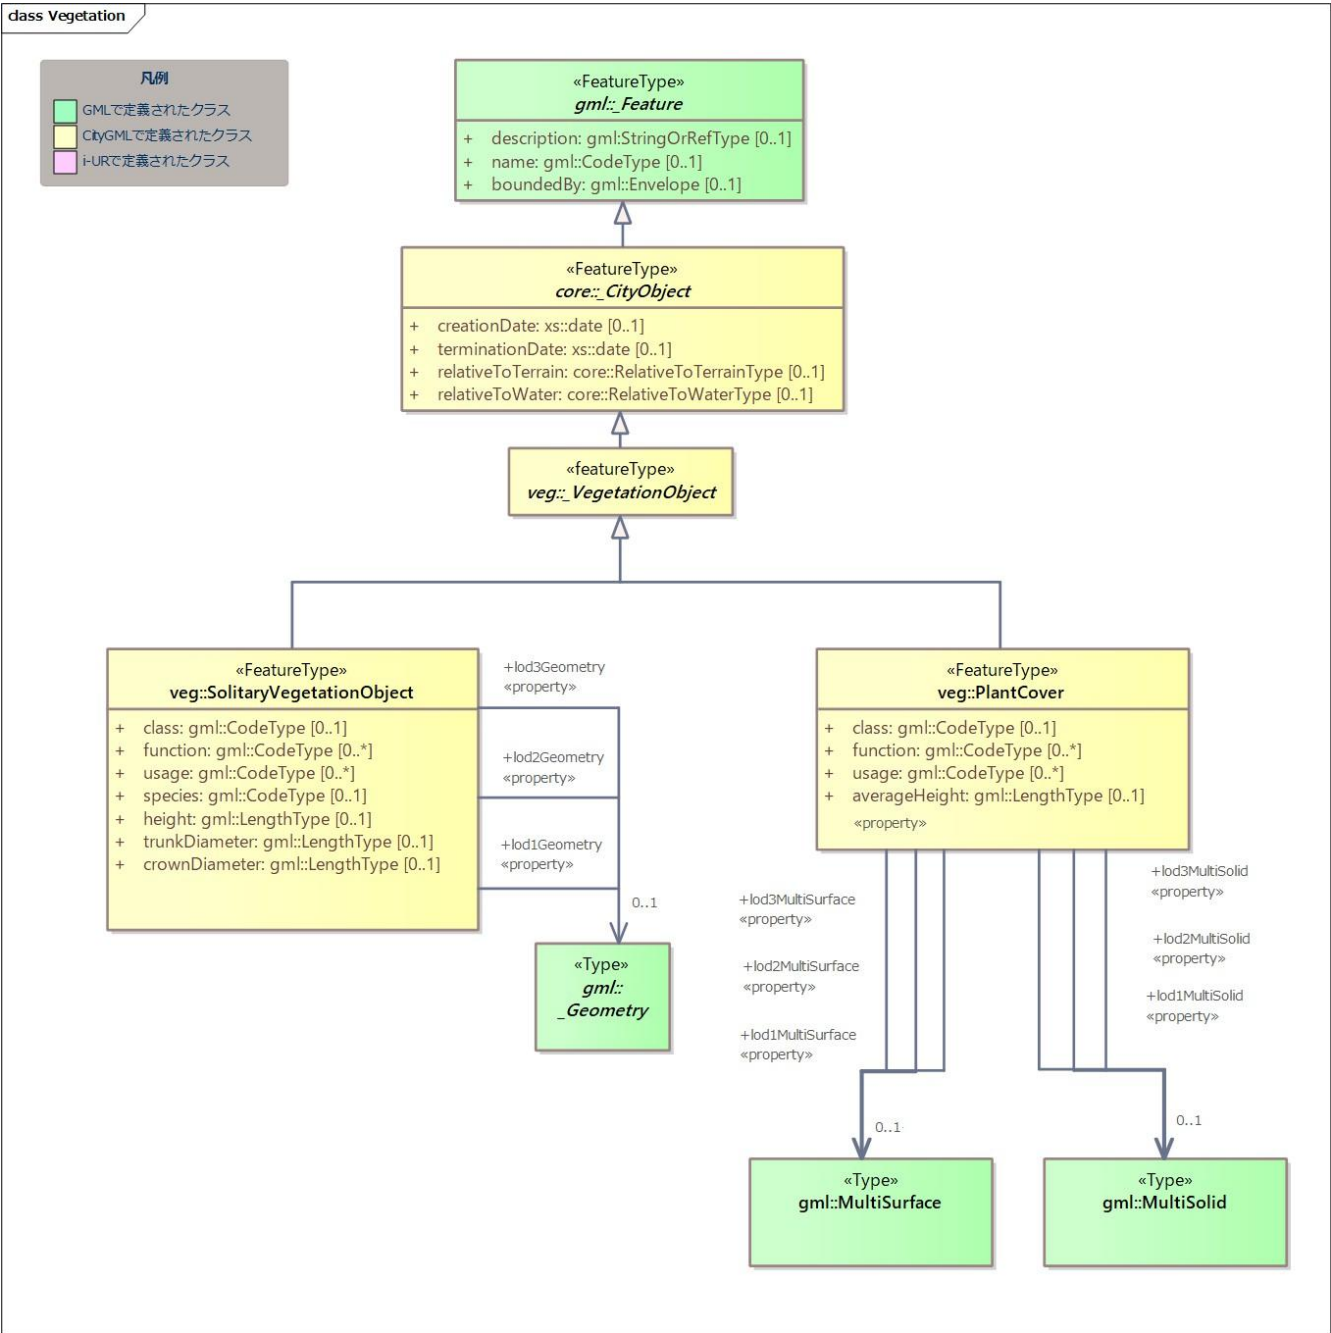 class Vegetation
凡例
GMLで定義されたクラス
CityGMLで定義されたクラス
i-URで定義されたクラス
«FeatureType»
gml::_Feature
+ description: gml:StringOrRefType [0..1]
+ name: gml::CodeType [0..1]
+ boundedBy: gml::Envelope [0..1]
«FeatureType»
core::_CityObject
+ creationDate: xs::date [0..1]
+ terminationDate: xs::date [0..1]
+ relativeToTerrain: core::RelativeToTerrainType [0..1]
+ relativeToWater: core::RelativeToWaterType [0..1]
«featureType»
veg::_VegetationObject
«FeatureType»
veg::SolitaryVegetationObject
+ class: gml::CodeType [0..1]
+ function: gml::CodeType [0..*]
+ usage: gml::CodeType [0..*]
+ species: gml::CodeType [0..1]
+ height: gml::LengthType [0..1]
+ trunkDiameter: gml::LengthType [0..1]
+ crownDiameter: gml::LengthType [0..1]
+lod3Geometry
«property»
+lod2Geometry
«property»
+lod1Geometry
«property»
0..1
«Type»
gml::
_Geometry
«FeatureType»
veg::PlantCover
+ class: gml::CodeType [0..1]
+ function: gml::CodeType [0..*]
+ usage: gml::CodeType [0..*]
+ averageHeight: gml::LengthType [0..1]
«property»
+lod3MultiSurface
«property»
+lod2MultiSurface
«property»
+lod1MultiSurface
«property»
0..1
+lod3MultiSolid
«property»
+lod2MultiSolid
«property»
+lod1MultiSolid
«property»
0..1
«Type»
gml::MultiSurface
«Type»
gml::MultiSolid